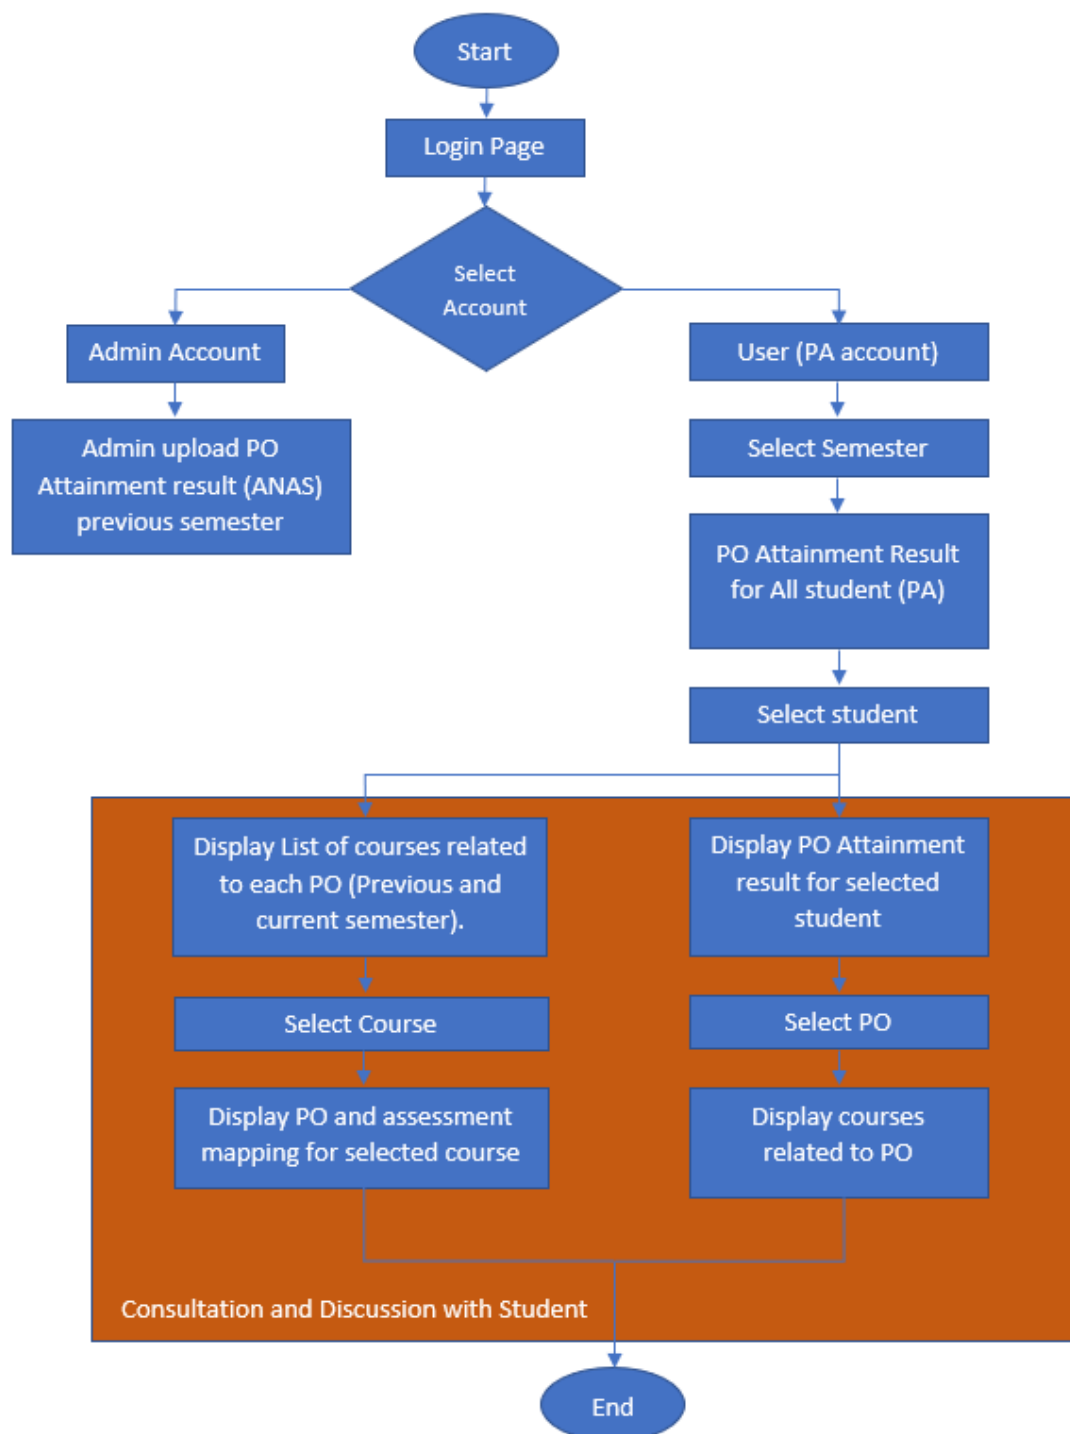 Start
Login Page
Select
Account
Admin Account
User (PA account)
Admin upload PO
Attainment result (ANAS)
previous semester
Select Semester
PO Attainment Result
for All student (PA)
Select student
Display List of courses related
to each PO (Previous and
current semester).
Display PO Attainment
result for selected
student
Select Course
Select PO
Display PO and assessment
mapping for selected course
Display courses
related to PO
Consultation and Discussion with Student
End